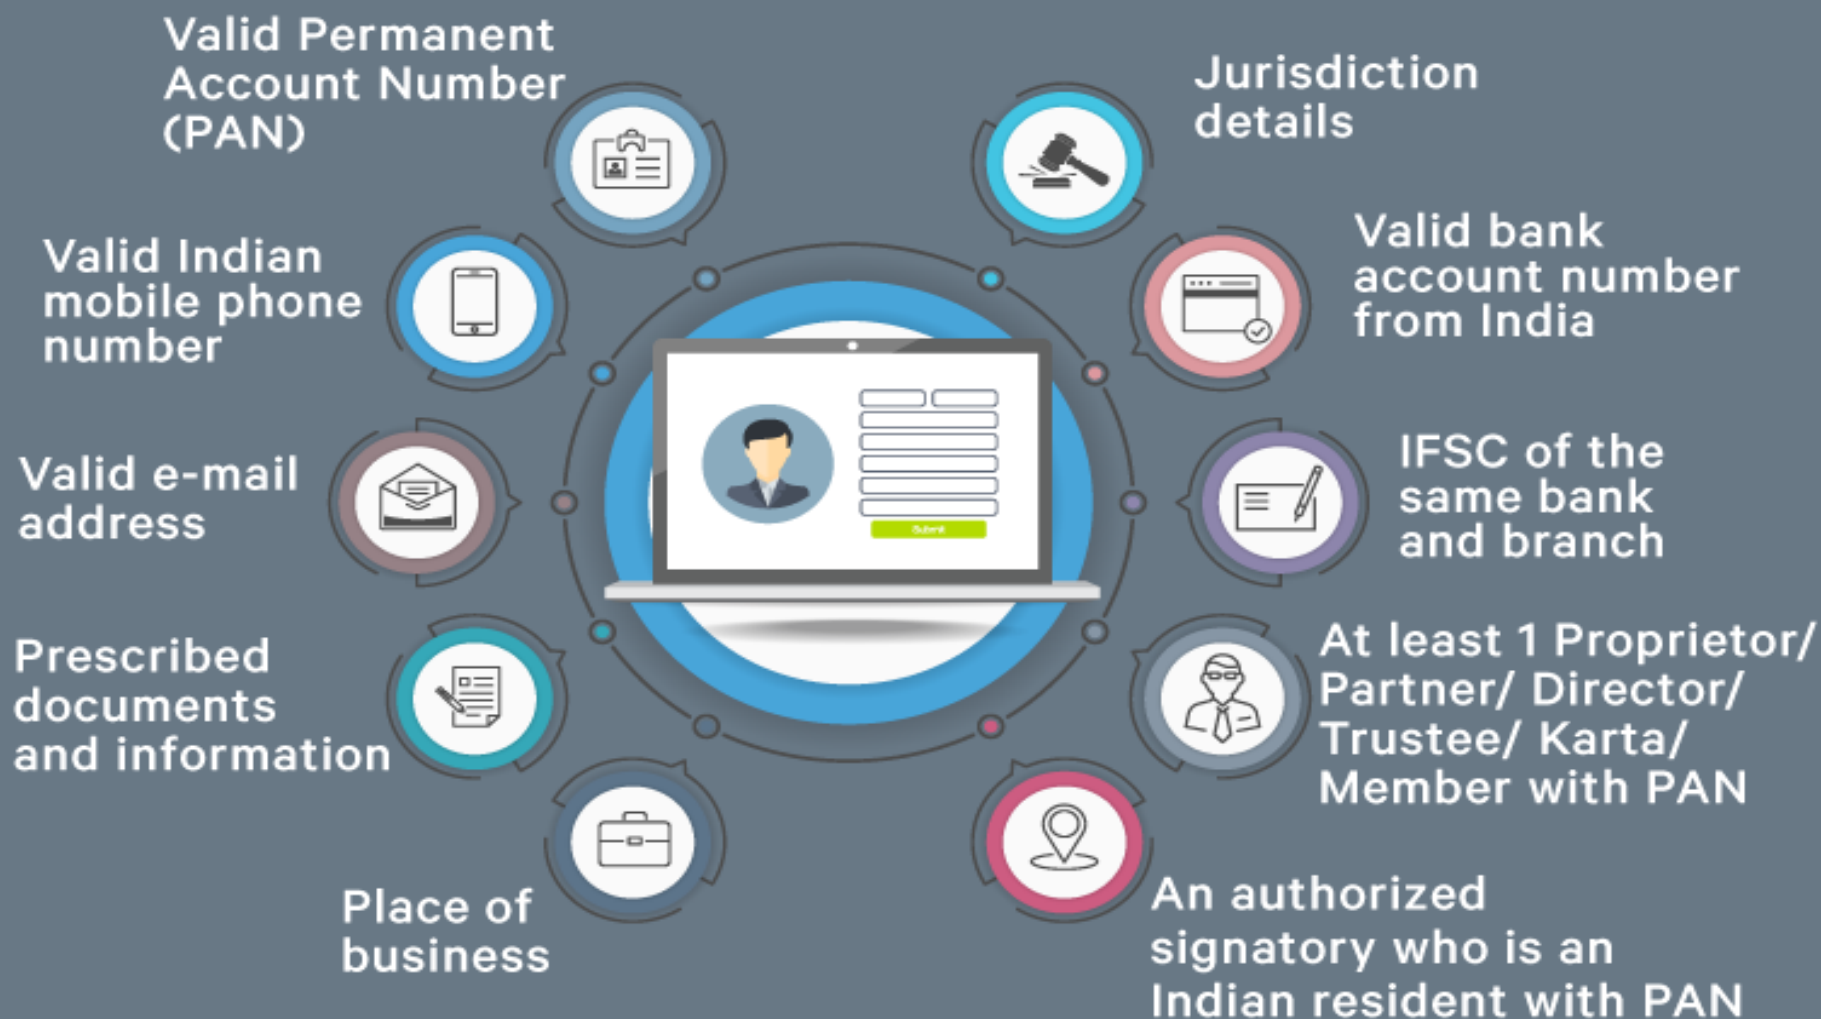 Valid Permanent
Account Number
(PAN)
Jurisdiction
details
Valid Indian
mobile phone
number
Valid bank
account number
from India
Valid e-mail
address
IFSC of the
same bank
and branch
Submit
Prescribed
documents
and information
At least 1 Proprietor/
Partner/ Director/
Trustee/ Karta/
Member with PAN
Place of
business
An authorized
signatory who is an
Indian resident with PAN